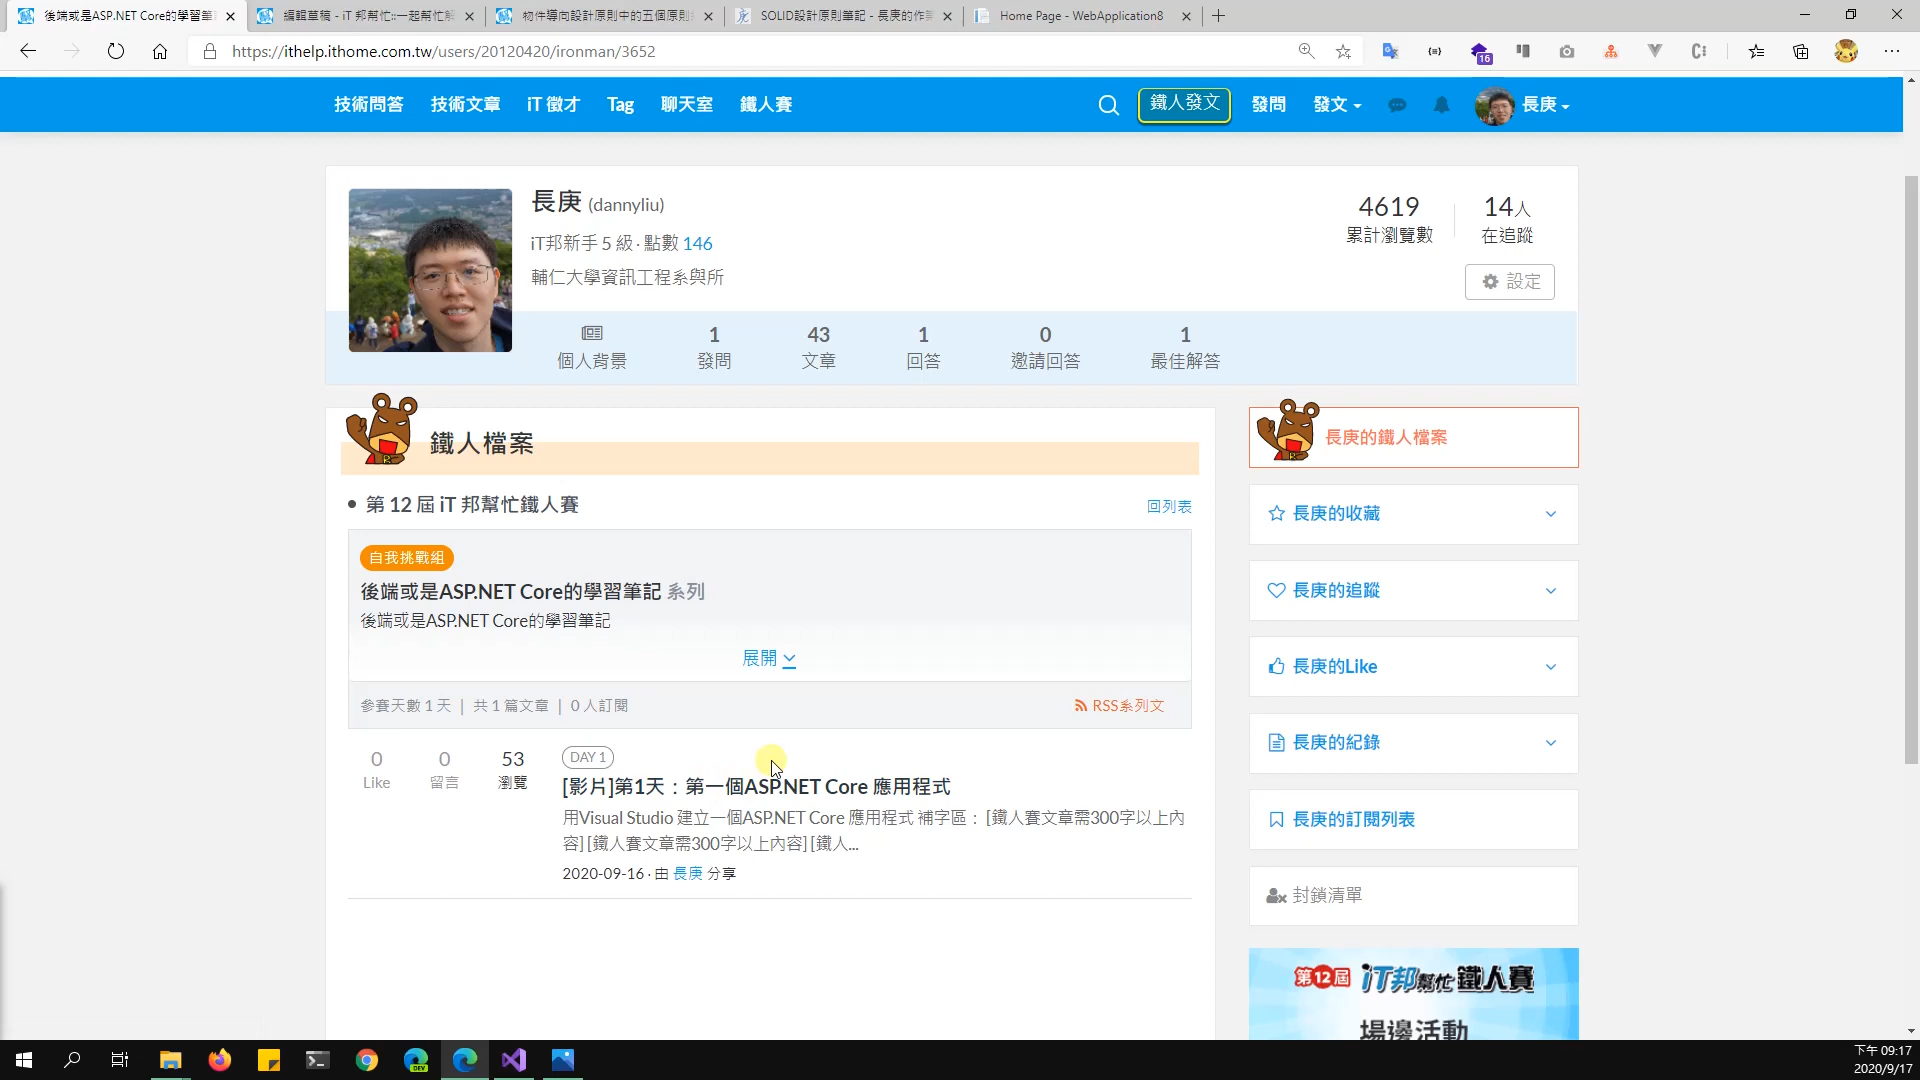 後端或是ASP.NET Core的學習筆
編輯草稿 - iT 邦幫忙::一起幫忙解
物件導向設計原則中的五個原則
SOLID設計原則筆記 - 長庚的作業
Home Page - WebApplication8
https://ithelp.ithome.com.tw/users/20120420/ironman/3652
16
技術問答 技術文章 iT 徵才 Tag 聊天室 鐵人賽 鐵人發文 發問 發文 長庚
長庚 (dannyliu)
iT邦新手 5 級 · 點數 146
輔仁大學資訊工程系與所
4619
累計瀏覽數
14人
在追蹤
設定
個人背景
1
發問
43
文章
1
回答
0
邀請回答
1
最佳解答
鐵人檔案
第 12 屆 iT 邦幫忙鐵人賽
回列表
自我挑戰組
後端或是ASP.NET Core的學習筆記 系列
後端或是ASP.NET Core的學習筆記
展開
參賽天數 1 天 | 共 1 篇文章 | 0 人訂閱
RSS系列文
0
Like
0
留言
53
瀏覽
DAY 1
[影片]第1天：第一個ASP.NET Core 應用程式
用Visual Studio 建立一個ASP.NET Core 應用程式 補字區： [鐵人賽文章需300字以上內
容] [鐵人賽文章需300字以上內容] [鐵人...
2020-09-16 · 由 長庚 分享
長庚的鐵人檔案
長庚的收藏
長庚的追蹤
長庚的Like
長庚的紀錄
長庚的訂閱列表
封鎖清單
第12屆 iT邦幫忙 鐵人賽
場邊活動
DEV
下午 09:17
2020/9/17